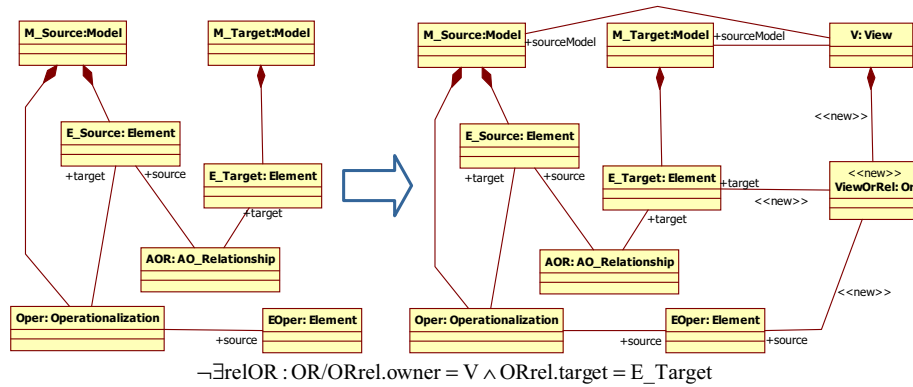 M_Source:Model
M_Target:Model
E_Source: Element
+target
+source
E_Target: Element
+target
AOR: AO_Relationship
Oper: Operationalization
EOper: Element
+source
M_Source:Model
+sourceModel
M_Target:Model
+sourceModel
V: View
<<new>>
E_Source: Element
+target
+source
E_Target: Element
+target
<<new>>
<<new>>
ViewOrRel: Or
+target
AOR: AO_Relationship
<<new>>
Oper: Operationalization
EOper: Element
+source
+source
¬∃relOR : OR/ORrel.owner = V ∧ ORrel.target = E_Target